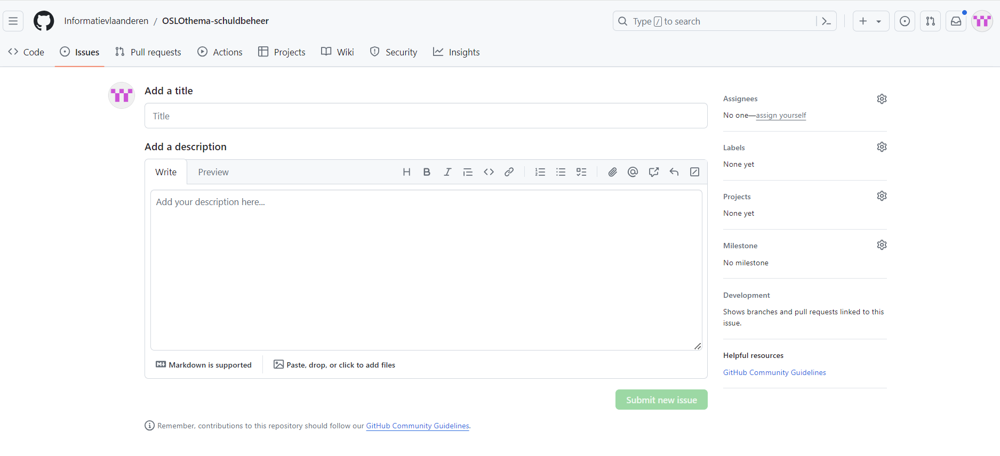 Informatievlaanderen / OSLOthema-schuldbeheer
Type / to search
Code
Issues
Pull requests
Actions
Projects
Wiki
Security
Insights
Add a title
Title
Add a description
Write
Preview
Add your description here...
Markdown is supported
Paste, drop, or click to add files
Submit new issue
Remember, contributions to this repository should follow our GitHub Community Guidelines.
Assignees
No one—assign yourself
Labels
None yet
Projects
None yet
Milestone
No milestone
Development
Shows branches and pull requests linked to this
issue.
Helpful resources
GitHub Community Guidelines